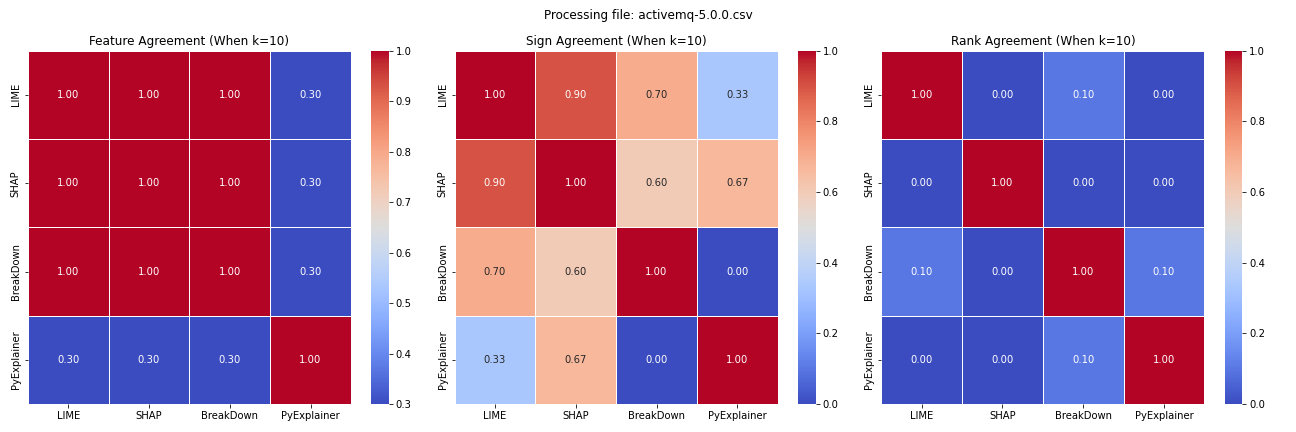 Processing file: activemq-5.0.0.csv
Feature Agreement (When k=10)
LIME
1.00 1.00 1.00 0.30
SHAP
1.00 1.00 1.00 0.30
BreakDown
1.00 1.00 1.00 0.30
PyExplainer
0.30 0.30 0.30 1.00
LIME SHAP BreakDown PyExplainer
1.0
0.9
0.8
0.7
0.6
0.5
0.4
0.3
Sign Agreement (When k=10)
LIME
1.00 0.90 0.70 0.33
SHAP
0.90 1.00 0.60 0.67
BreakDown
0.70 0.60 1.00 0.00
PyExplainer
0.33 0.67 0.00 1.00
LIME SHAP BreakDown PyExplainer
1.0
0.8
0.6
0.4
0.2
0.0
Rank Agreement (When k=10)
LIME
1.00 0.00 0.10 0.00
SHAP
0.00 1.00 0.00 0.00
BreakDown
0.10 0.00 1.00 0.10
PyExplainer
0.00 0.00 0.10 1.00
LIME SHAP BreakDown PyExplainer
1.0
0.8
0.6
0.4
0.2
0.0